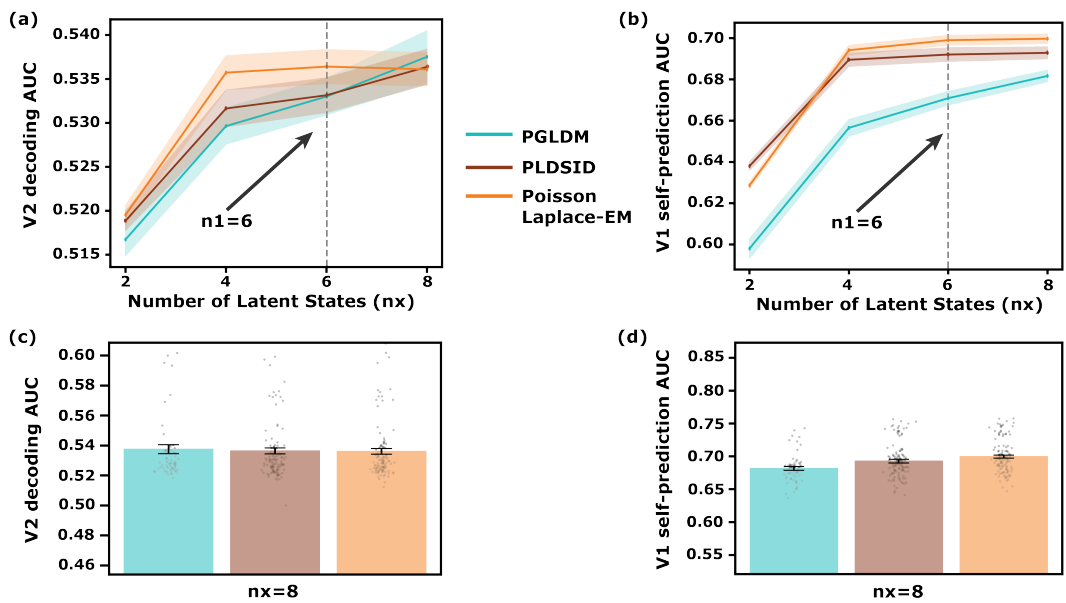 (a)
V2 decoding AUC
0.540
0.535
0.530
0.525
0.520
0.515
n1=6
2 4 6 8
Number of Latent States (nx)
PGLDM
PLDSID
Poisson
Laplace-EM
(b)
V1 self-prediction AUC
0.70
0.68
0.66
0.64
0.62
0.60
n1=6
2 4 6 8
Number of Latent States (nx)
(c)
V2 decoding AUC
0.60
0.58
0.56
0.54
0.52
0.50
0.48
0.46
nx=8
(d)
V1 self-prediction AUC
0.85
0.80
0.75
0.70
0.65
0.60
0.55
nx=8